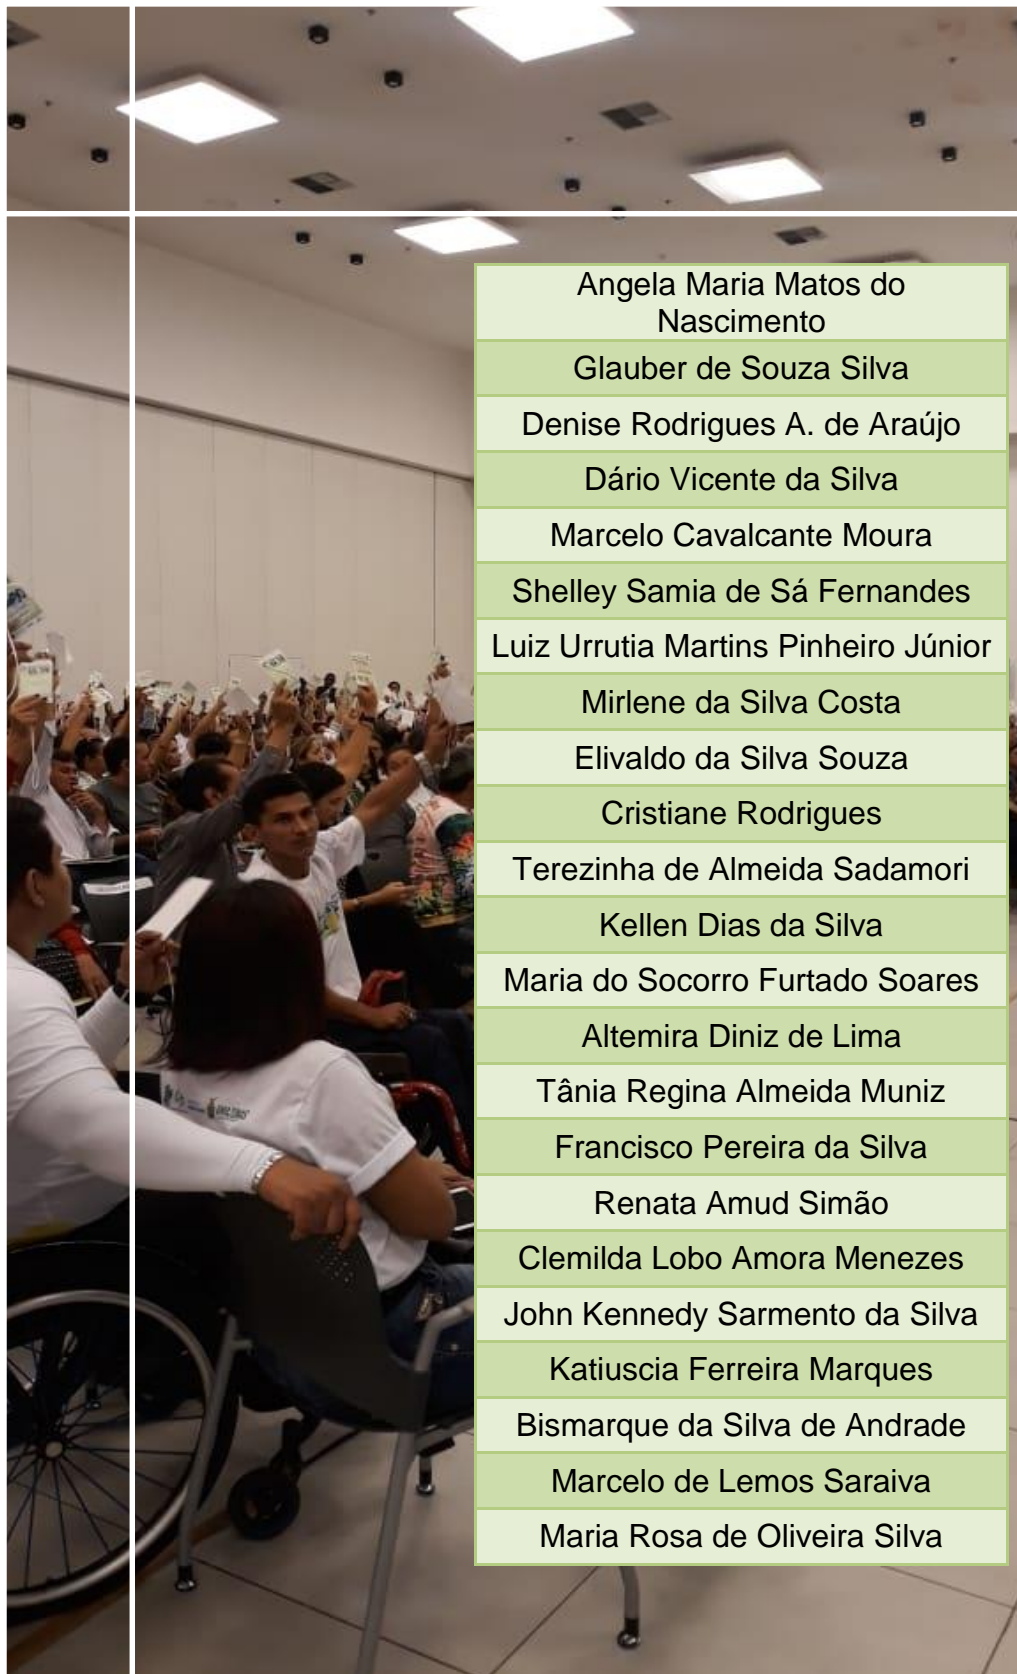 Angela Maria Matos do
Nascimento
Glauber de Souza Silva
Denise Rodrigues A. de Araújo
Dário Vicente da Silva
Marcelo Cavalcante Moura
Shelley Samia de Sá Fernandes
Luiz Urrutia Martins Pinheiro Júnior
Mirlene da Silva Costa
Elivaldo da Silva Souza
Cristiane Rodrigues
Terezinha de Almeida Sadamori
Kellen Dias da Silva
Maria do Socorro Furtado Soares
Altemira Diniz de Lima
Tânia Regina Almeida Muniz
Francisco Pereira da Silva
Renata Amud Simão
Clemilda Lobo Amora Menezes
John Kennedy Sarmento da Silva
Katiuscia Ferreira Marques
Bismarque da Silva de Andrade
Marcelo de Lemos Saraiva
Maria Rosa de Oliveira Silva